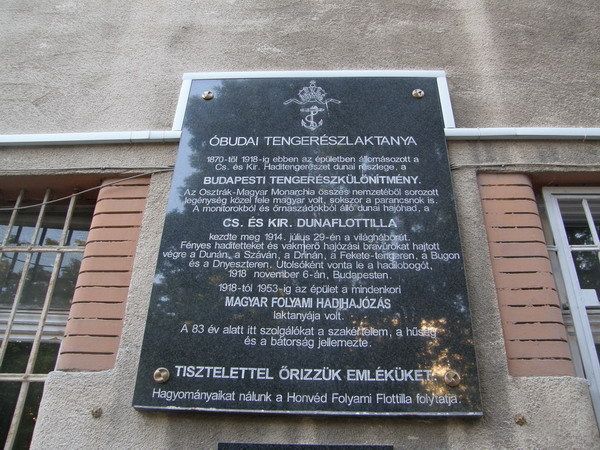 ÓBUDAI TENGERÉSZLAKTANYA
1870-től 1918-ig ebben az épületben állomásozott a
Cs. és Kir. Haditengerészet dunai részlege, a
BUDAPESTI TENGERÉSZKÜLÖNÍTMÉNY.
Az Osztrák-Magyar Monarchia összes nemzetéből sorozott
legénység közel fele magyar volt, sokszor a parancsnok is.
A monitorokból és őrnaszádokból álló dunai hajóhad, a
CS. ÉS KIR. DUNAFLOTTILLA
kezdte meg 1914. július 29-én a világháborút.
Fényes haditetteket és vakmerő hajózási bravúrokat hajtott
végre a Dunán, a Száván, a Drinán, a Fekete-tengeren, a Bugon
és a Dnyeszteren. Utolsóként vonta le a hadilobogót,
1918 november 6-án, Budapesten.
1918-tól 1953-ig az épület a mindenkori
MAGYAR FOLYAMI HADIHAJÓZÁS
laktanyája volt.
A 83 év alatt itt szolgálókat a szakértelem, a hűség
és a bátorság jellemezte.
TISZTELETTEL ŐRIZZÜK EMLÉKÜKET.
Hagyományaikat nálunk a Honvéd Folyami Flottilla folytatja.